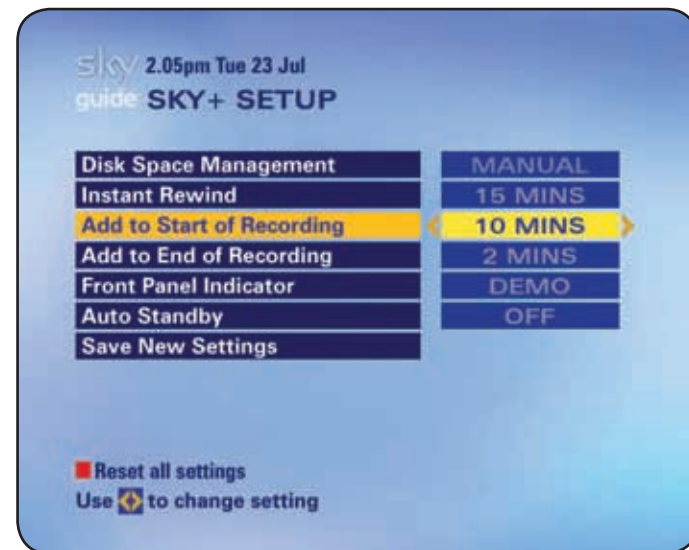 sky 2.05pm Tue 23 Jul
guide SKY+ SETUP
Disk Space Management MANUAL
Instant Rewind 15 MINS
Add to Start of Recording 10 MINS
Add to End of Recording 2 MINS
Front Panel Indicator DEMO
Auto Standby OFF
Save New Settings
Reset all settings
Use to change setting